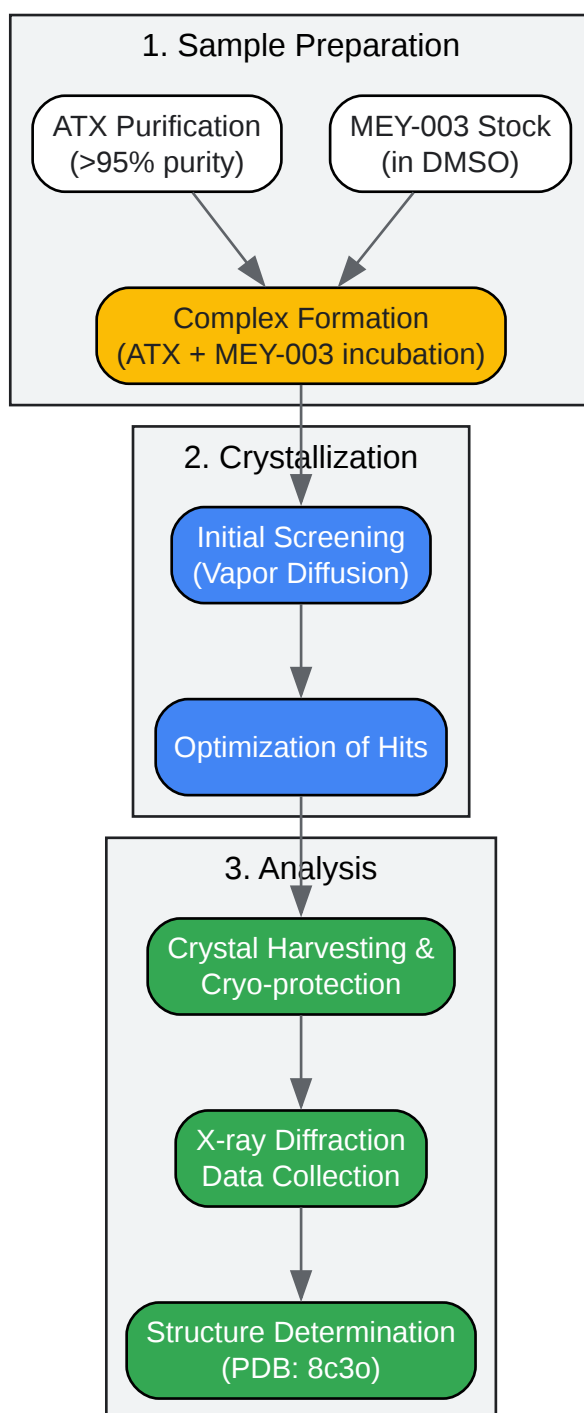 1. Sample Preparation
ATX Purification
(>95% purity)
MEY-003 Stock
(in DMSO)
Complex Formation
(ATX + MEY-003 incubation)
2. Crystallization
Initial Screening
(Vapor Diffusion)
Optimization of Hits
3. Analysis
Crystal Harvesting &
Cryo-protection
X-ray Diffraction
Data Collection
Structure Determination
(PDB: 8c3o)